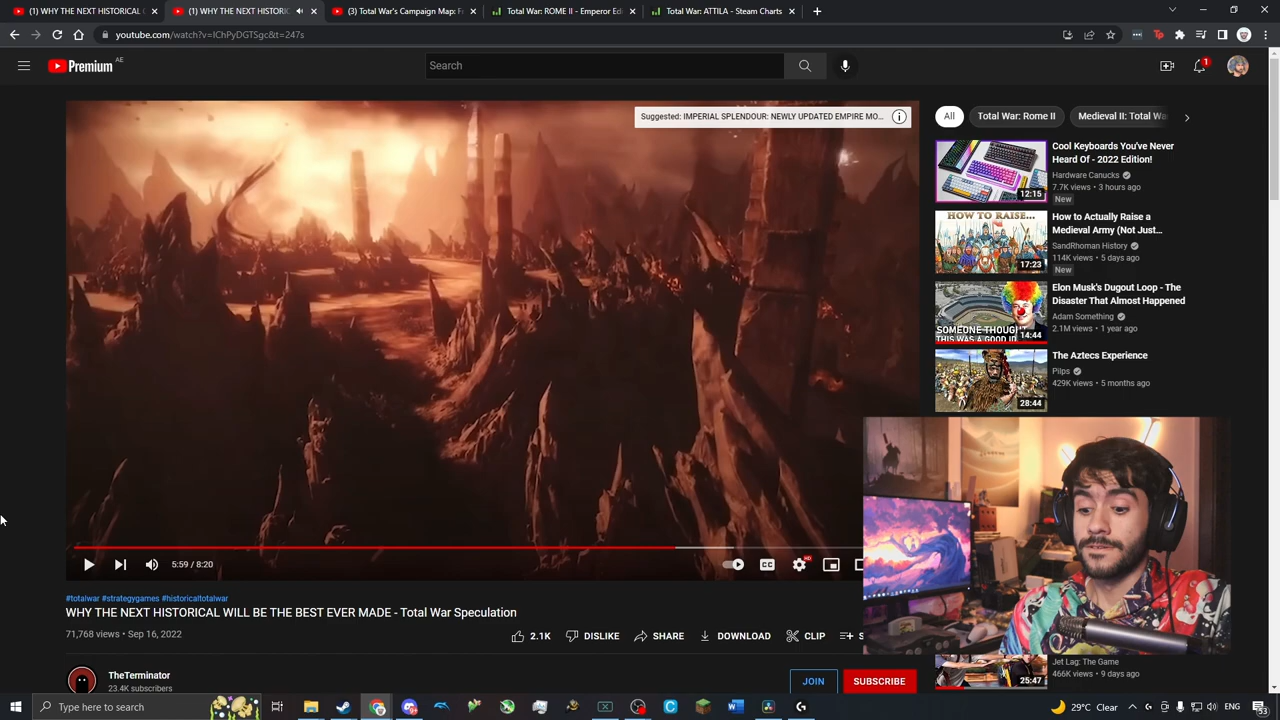 (1) WHY THE NEXT HISTORICAL
(1) WHY THE NEXT HISTORIC
(3) Total War's Campaign Map
Total War: ROME II - Emperor Ed
Total War: ATTILA - Steam Charts
youtube.com/watch?v=IChPyDGTSgc&t=247s
Premium AE
Search
1
Suggested: IMPERIAL SPLENDOUR: NEWLY UPDATED EMPIRE MO...
All
Total War: Rome II
Medieval II: Total Wa
Cool Keyboards You've Never
Heard Of - 2022 Edition!
Hardware Canucks
7.7K views • 3 hours ago
New
12:15
HOW TO RAISE...
How to Actually Raise a
Medieval Army (Not Just...
SandRhoman History
114K views • 5 days ago
New
17:23
Elon Musk's Dugout Loop - The
Disaster That Almost Happened
Adam Something
2.1M views • 1 year ago
SOMEONE THOUGHT
THIS WAS A GOOD
14:44
The Aztecs Experience
Pilps
429K views • 5 months ago
28:44
5:59 / 8:20
CC
HD
#totalwar #strategygames #historicaltotalwar
WHY THE NEXT HISTORICAL WILL BE THE BEST EVER MADE - Total War Speculation
71,768 views • Sep 16, 2022
2.1K
DISLIKE
SHARE
DOWNLOAD
CLIP
S
TheTerminator
23.4K subscribers
JOIN
SUBSCRIBE
Jet Lag: The Game
466K views • 9 days ago
25:47
Type here to search
29°C Clear
ENG
53